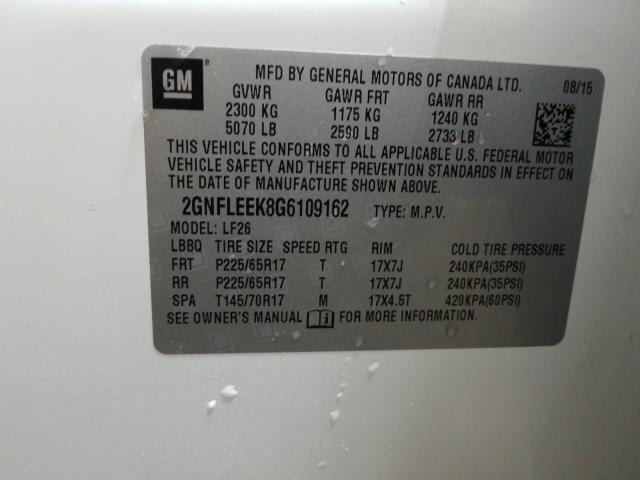 GM ®
MFD BY GENERAL MOTORS OF CANADA LTD. 08/15
GVWR GAWR FRT GAWR RR
2300 KG 1175 KG 1240 KG
5070 LB 2590 LB 2733 LB
THIS VEHICLE CONFORMS TO ALL APPLICABLE U.S. FEDERAL MOTOR
VEHICLE SAFETY AND THEFT PREVENTION STANDARDS IN EFFECT ON
THE DATE OF MANUFACTURE SHOWN ABOVE.
2GNFLEEK8G6109162 TYPE: M.P.V.
MODEL: LF26
LBBQ TIRE SIZE SPEED RTG RIM COLD TIRE PRESSURE
FRT P225/65R17 T 17X7J 240KPA(35PSI)
RR P225/65R17 T 17X7J 240KPA(35PSI)
SPA T145/70R17 M 17X4.5T 420KPA(60PSI)
SEE OWNER'S MANUAL i FOR MORE INFORMATION.